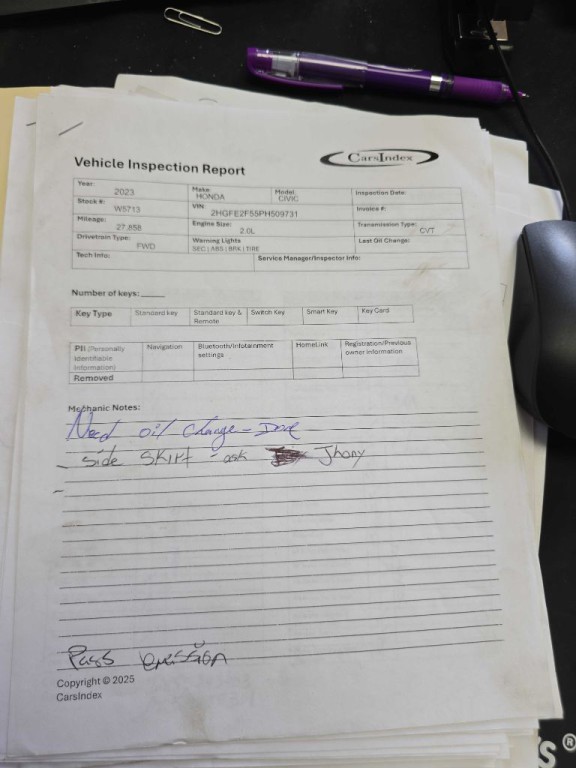 CarsIndex
Vehicle Inspection Report
Year: 2023 Make: HONDA Model: CIVIC Inspection Date:
Stock #: W5713 VIN: 2HGFE2F55PH509731 Invoice #:
Mileage: 27,858 Engine Size: 2.0L Transmission Type: CVT
Drivetrain Type: FWD Warning Lights SEC | ABS | BRK | TIRE Last Oil Change:
Tech Info: Service Manager/Inspector Info:
Number of keys:
Key Type Standard key Standard key & Remote Switch Key Smart Key Key Card
PII (Personally Identifiable Information) Navigation Bluetooth/Infotainment settings HomeLink Registration/Previous owner information
Removed
Mechanic Notes:
Need oil change - Done
- side skirt - ask Jhony
-
Pass
Copyright © 2025
CarsIndex